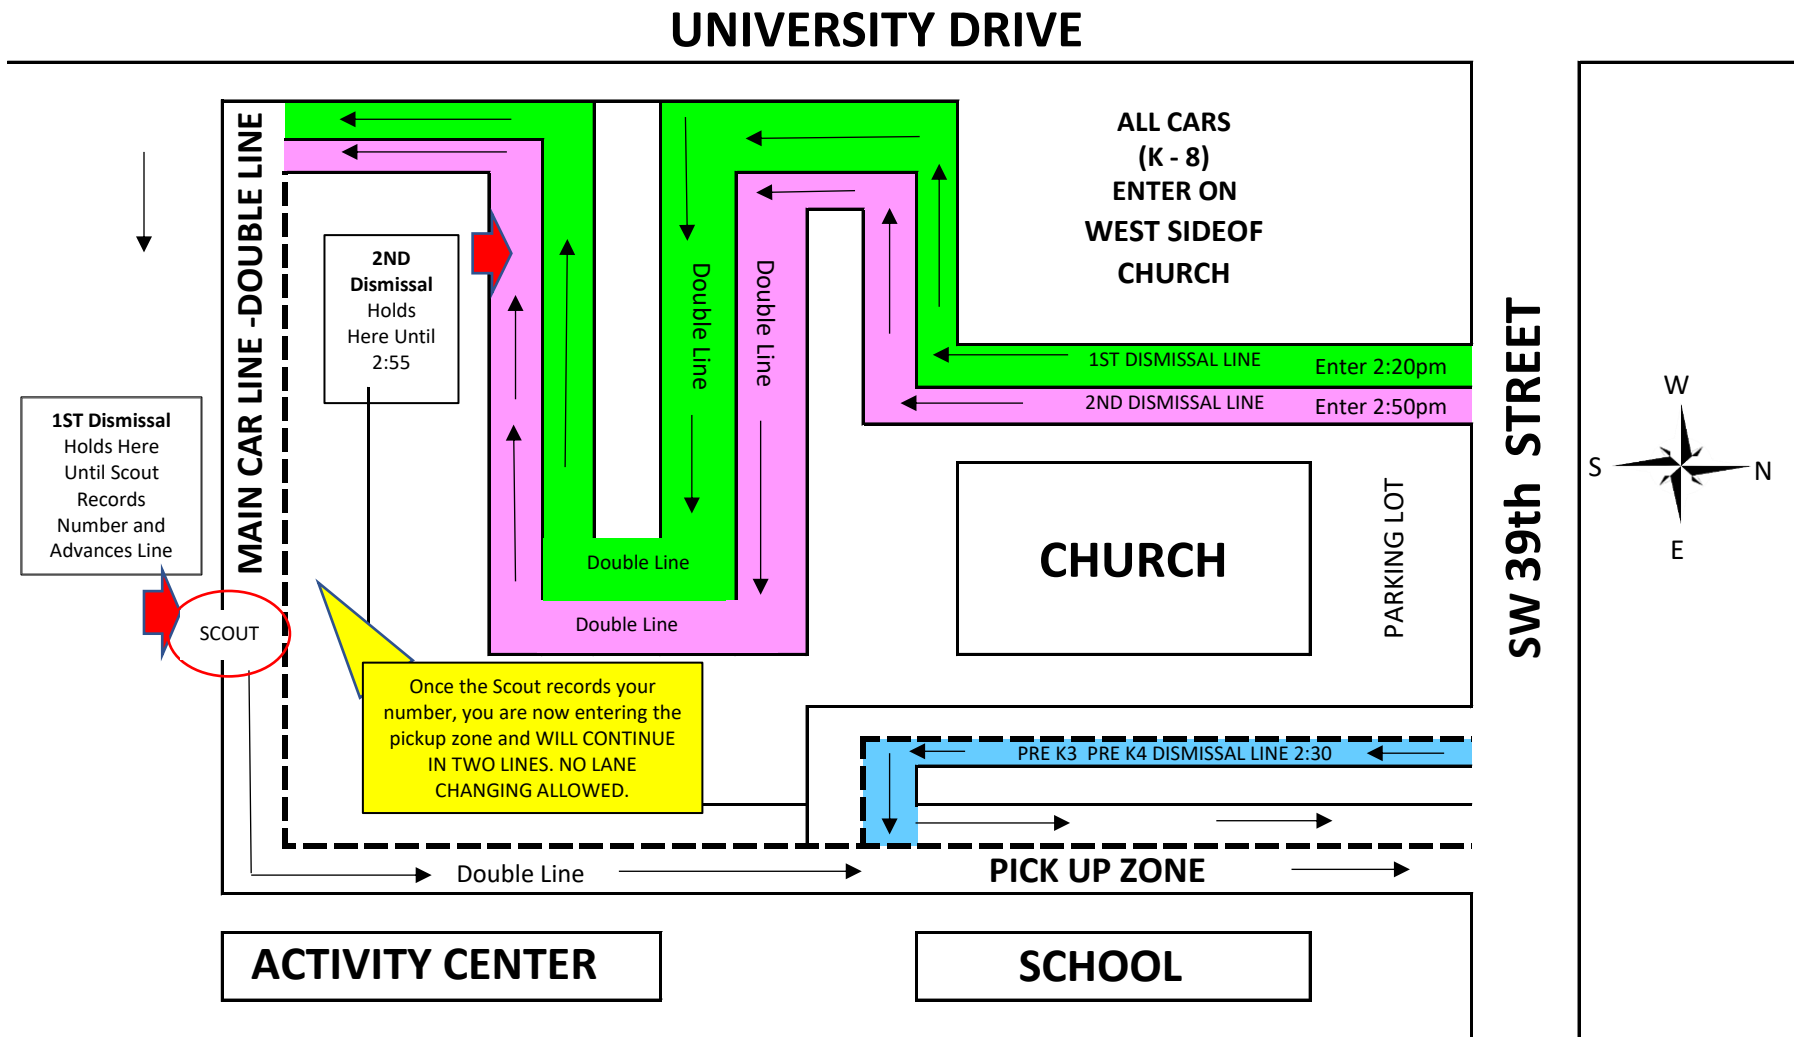 UNIVERSITY DRIVE
MAIN CAR LINE -DOUBLE LINE
ALL CARS
(K - 8)
ENTER ON
WEST SIDEOF
CHURCH
2ND
Dismissal
Holds
Here Until
2:55
Double Line
Double Line
1ST DISMISSAL LINE Enter 2:20pm
2ND DISMISSAL LINE Enter 2:50pm
SW 39th STREET
W
S
N
E
1ST Dismissal
Holds Here
Until Scout
Records
Number and
Advances Line
SCOUT
Double Line
Double Line
CHURCH
PARKING LOT
Once the Scout records your
number, you are now entering the
pickup zone and WILL CONTINUE
IN TWO LINES. NO LANE
CHANGING ALLOWED.
PRE K3 PRE K4 DISMISSAL LINE 2:30
Double Line
PICK UP ZONE
ACTIVITY CENTER
SCHOOL